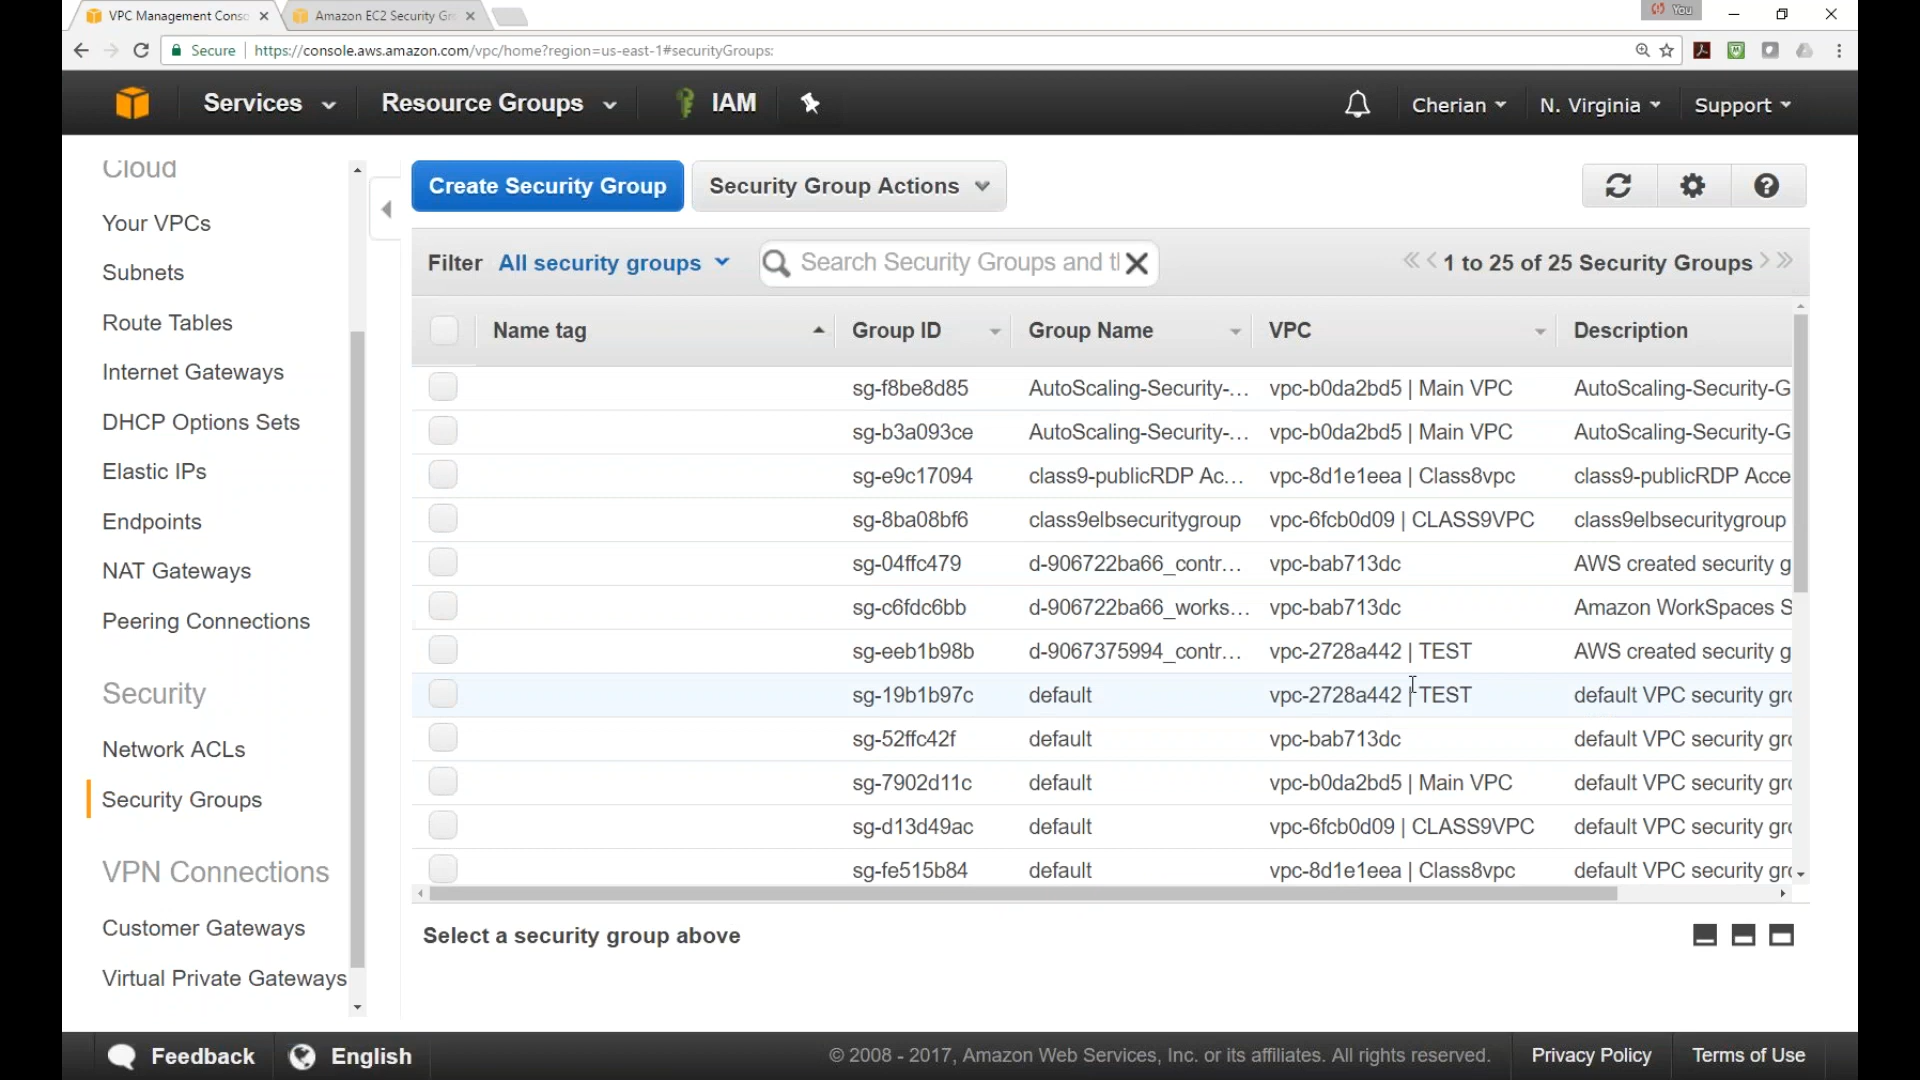 VPC Management Conso
Amazon EC2 Security Gr
You
Secure
https://console.aws.amazon.com/vpc/home?region=us-east-1#securityGroups:
Services
Resource Groups
IAM
Cherian
N. Virginia
Support
Cloud
Your VPCs
Subnets
Route Tables
Internet Gateways
DHCP Options Sets
Elastic IPs
Endpoints
NAT Gateways
Peering Connections
Security
Network ACLs
Security Groups
VPN Connections
Customer Gateways
Virtual Private Gateways
Create Security Group
Security Group Actions
Filter All security groups
Search Security Groups and t
1 to 25 of 25 Security Groups
Name tag Group ID Group Name VPC Description
sg-f8be8d85 AutoScaling-Security-... vpc-b0da2bd5 | Main VPC AutoScaling-Security-G
sg-b3a093ce AutoScaling-Security-... vpc-b0da2bd5 | Main VPC AutoScaling-Security-G
sg-e9c17094 class9-publicRDP Ac... vpc-8d1e1eea | Class8vpc class9-publicRDP Acce
sg-8ba08bf6 class9elbsecuritygroup vpc-6fcb0d09 | CLASS9VPC class9elbsecuritygroup
sg-04ffc479 d-906722ba66_contr... vpc-bab713dc AWS created security g
sg-c6fdc6bb d-906722ba66_works... vpc-bab713dc Amazon WorkSpaces S
sg-eeb1b98b d-9067375994_contr... vpc-2728a442 | TEST AWS created security g
sg-19b1b97c default vpc-2728a442 | TEST default VPC security gro
sg-52ffc42f default vpc-bab713dc default VPC security gro
sg-7902d11c default vpc-b0da2bd5 | Main VPC default VPC security gro
sg-d13d49ac default vpc-6fcb0d09 | CLASS9VPC default VPC security gro
sg-fe515b84 default vpc-8d1e1eea | Class8vpc default VPC security gro
Select a security group above
Feedback
English
© 2008 - 2017, Amazon Web Services, Inc. or its affiliates. All rights reserved.
Privacy Policy
Terms of Use